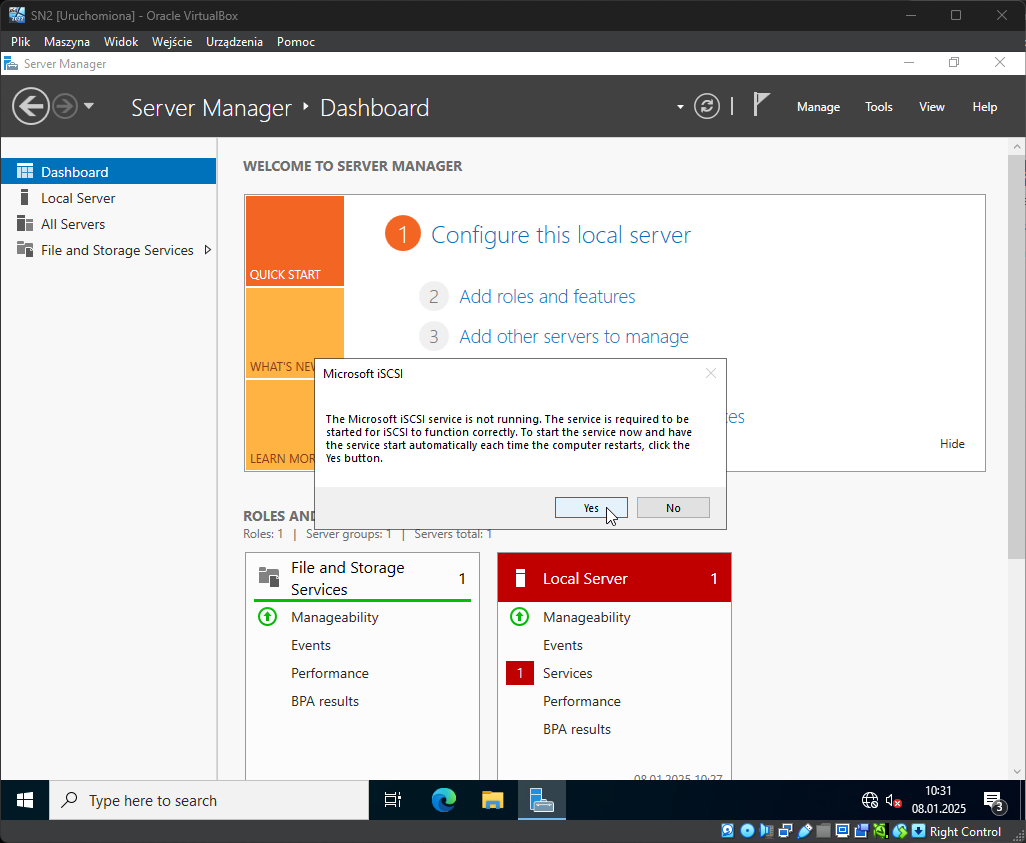 SN2 [Uruchomiona] - Oracle VirtualBox
Plik Maszyna Widok Wejście Urządzenia Pomoc
Server Manager
Server Manager Dashboard
Manage Tools View Help
Dashboard
Local Server
All Servers
File and Storage Services
WELCOME TO SERVER MANAGER
QUICK START
WHAT'S NEW
LEARN MOR
1 Configure this local server
2 Add roles and features
3 Add other servers to manage
es
Hide
Microsoft iSCSI
The Microsoft iSCSI service is not running. The service is required to be
started for iSCSI to function correctly. To start the service now and have
the service start automatically each time the computer restarts, click the
Yes button.
Yes No
ROLES AND
Roles: 1 | Server groups: 1 | Servers total: 1
File and Storage
Services
1
Manageability
Events
Performance
BPA results
Local Server 1
Manageability
Events
1 Services
Performance
BPA results
08.01.2025 10:27
Type here to search
10:31
08.01.2025
3
Right Control